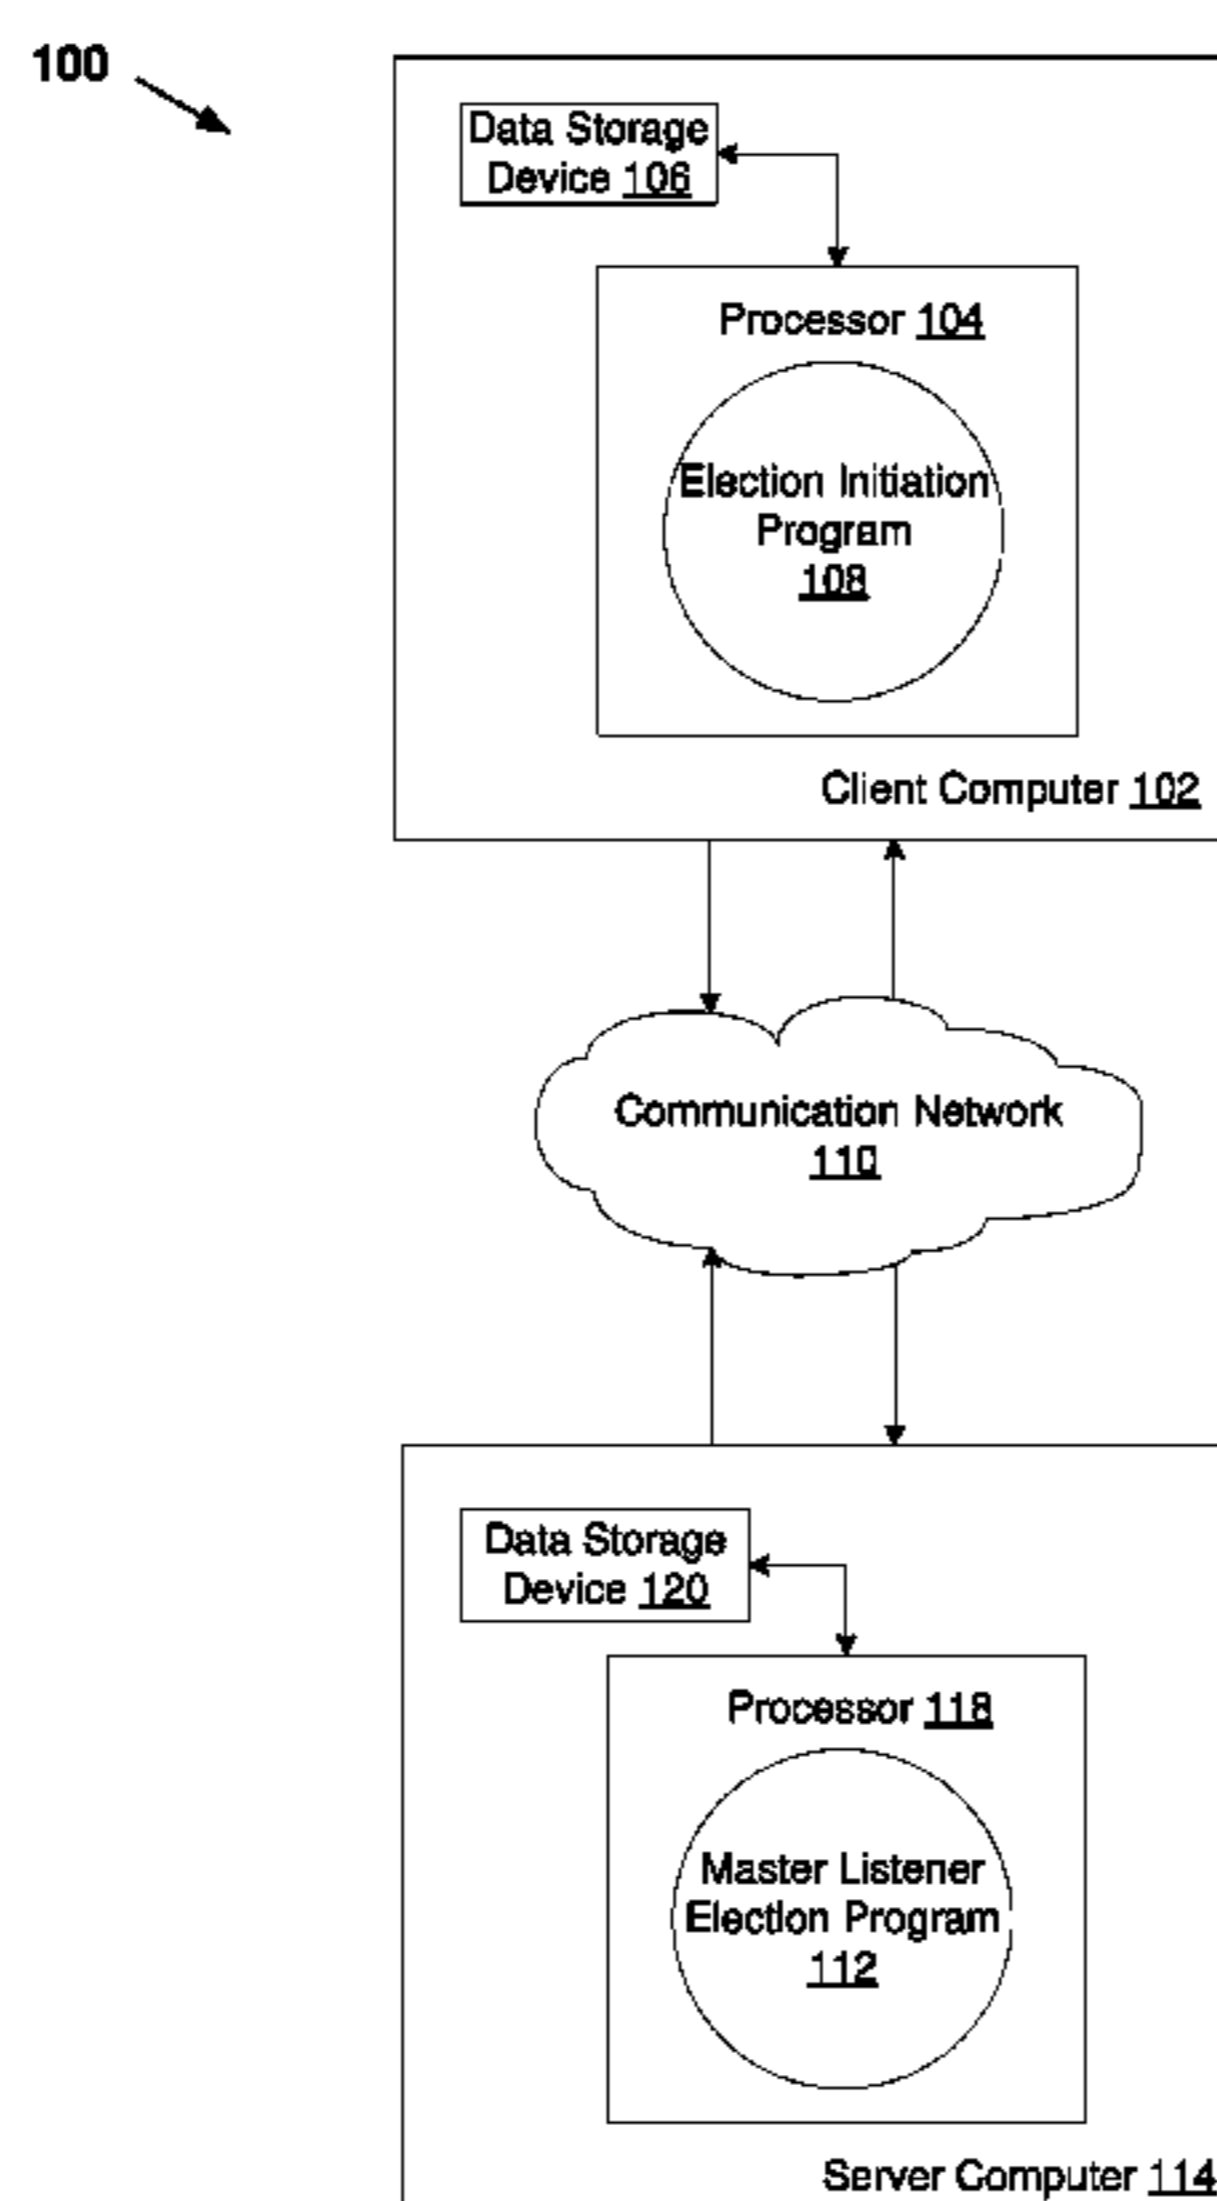 100
Data Storage
Device 106
Processor 104
Election Initiation
Program
108
Client Computer 102
Communication Network
110
Data Storage
Device 120
Processor 118
Master Listener
Election Program
112
Server Computer 114